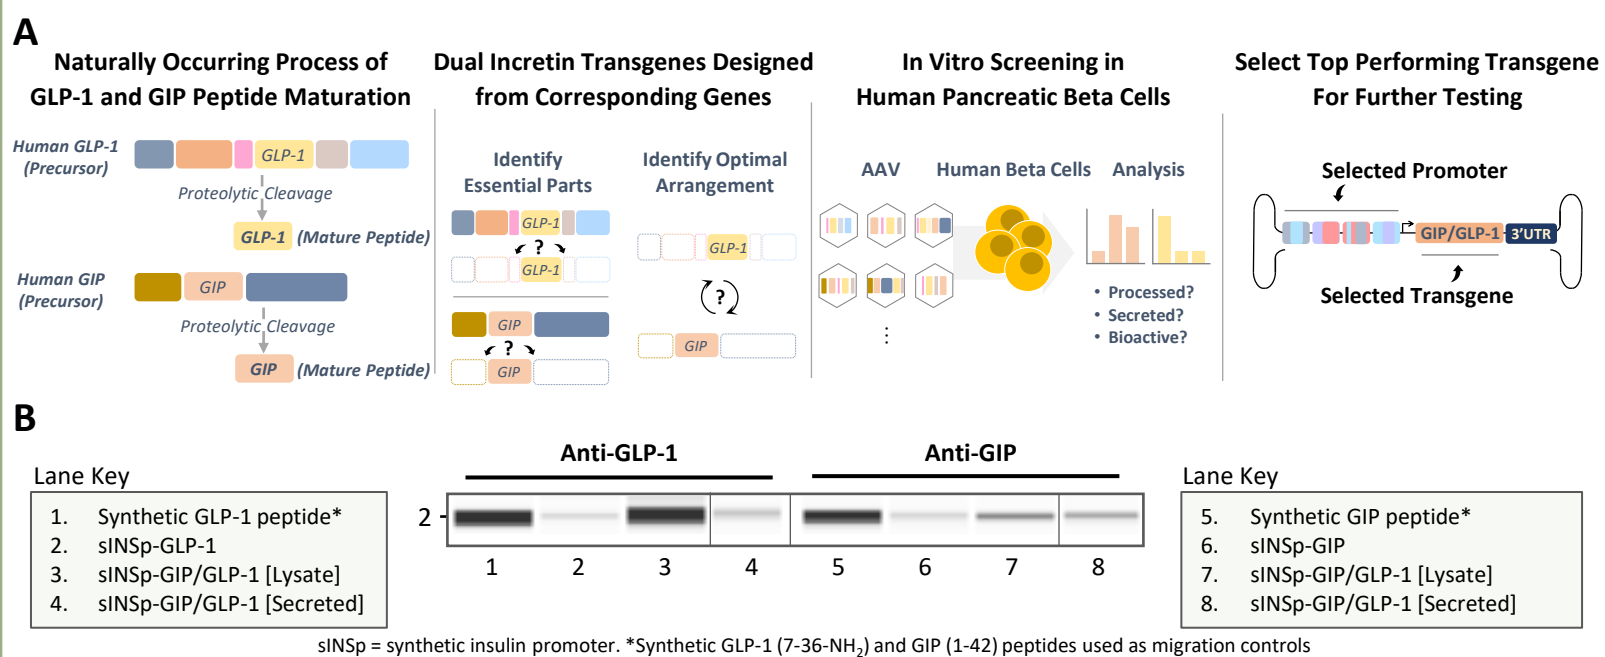 A
Naturally Occurring Process of
GLP-1 and GIP Peptide Maturation
Human GLP-1
(Precursor)
GLP-1
Proteolytic Cleavage
GLP-1 (Mature Peptide)
Human GIP
(Precursor)
GIP
Proteolytic Cleavage
GIP (Mature Peptide)
Dual Incretin Transgenes Designed
from Corresponding Genes
Identify
Essential Parts
GLP-1
?
GLP-1
GIP
?
GIP
Identify Optimal
Arrangement
GLP-1
?
GIP
In Vitro Screening in
Human Pancreatic Beta Cells
AAV
Human Beta Cells
Analysis
⋮
• Processed?
• Secreted?
• Bioactive?
Select Top Performing Transgene
For Further Testing
Selected Promoter
GIP/GLP-1 3'UTR
Selected Transgene
B
Lane Key
1. Synthetic GLP-1 peptide*
2. sINSp-GLP-1
3. sINSp-GIP/GLP-1 [Lysate]
4. sINSp-GIP/GLP-1 [Secreted]
Anti-GLP-1 Anti-GIP
2 -
1 2 3 4 5 6 7 8
Lane Key
5. Synthetic GIP peptide*
6. sINSp-GIP
7. sINSp-GIP/GLP-1 [Lysate]
8. sINSp-GIP/GLP-1 [Secreted]
sINSp = synthetic insulin promoter. *Synthetic GLP-1 (7-36-NH₂) and GIP (1-42) peptides used as migration controls